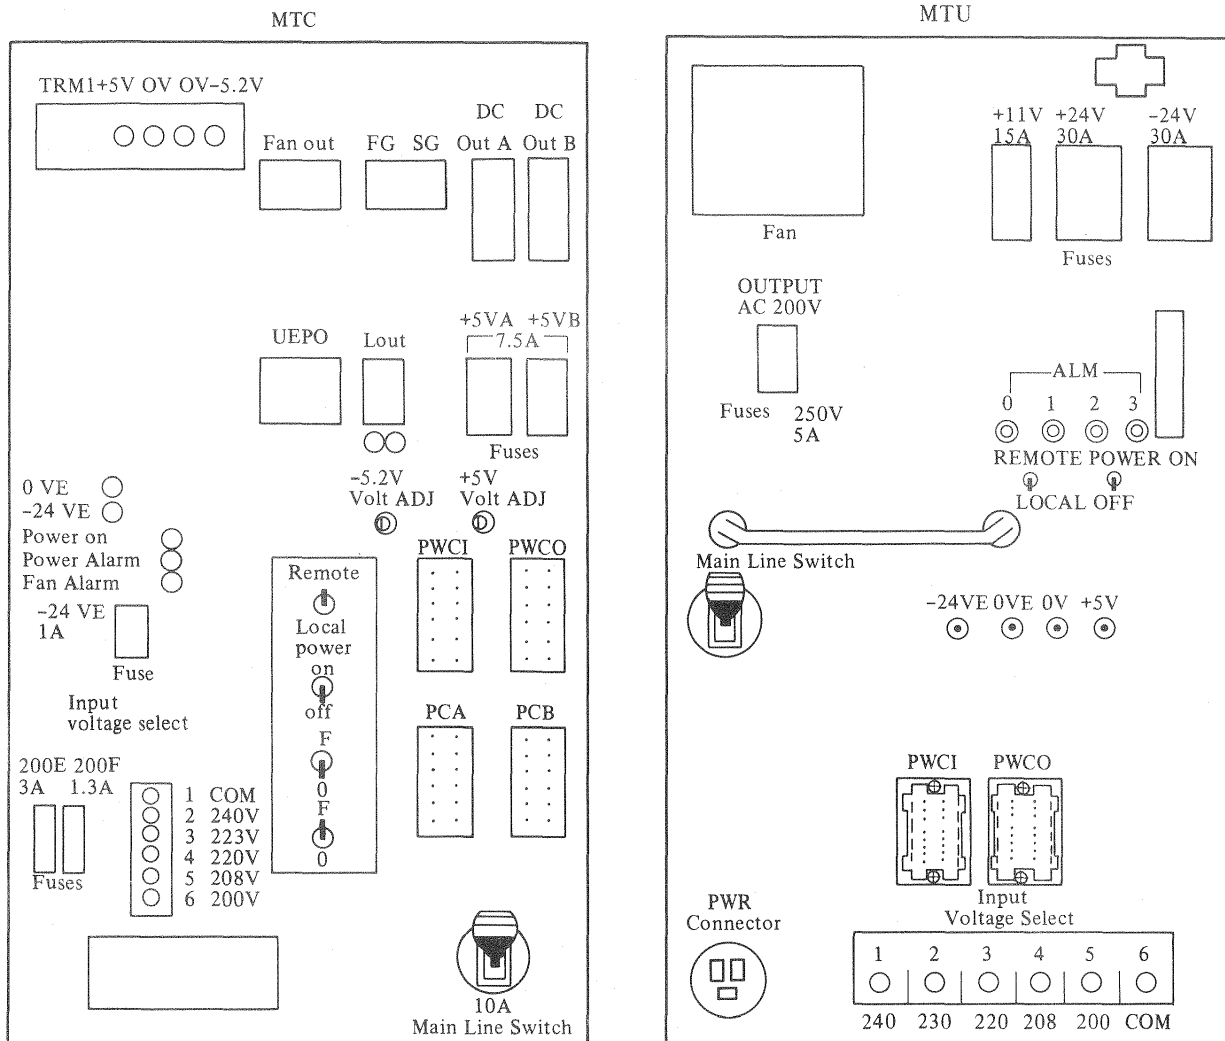 MTC
TRM1+5V OV OV-5.2V
DC DC
Fan out FG SG Out A Out B
+5VA +5VB
7.5A
UEPO Lout
Fuses
-5.2V +5V
Volt ADJ Volt ADJ
0 VE
-24 VE
Power on
Power Alarm
Fan Alarm
-24 VE
1A
Fuse
Input
voltage select
200E 200F
3A 1.3A
Fuses
1 COM
2 240V
3 223V
4 220V
5 208V
6 200V
Remote
Local
power
on
off
F
0
F
0
PWCI PWCO
PCA PCB
10A
Main Line Switch
MTU
Fan
+11V +24V -24V
15A 30A 30A
Fuses
OUTPUT
AC 200V
Fuses 250V
5A
ALM
0 1 2 3
REMOTE POWER ON
LOCAL OFF
Main Line Switch
-24VE 0VE 0V +5V
PWCI PWCO
PWR
Connector
Input
Voltage Select
1 2 3 4 5 6
240 230 220 208 200 COM